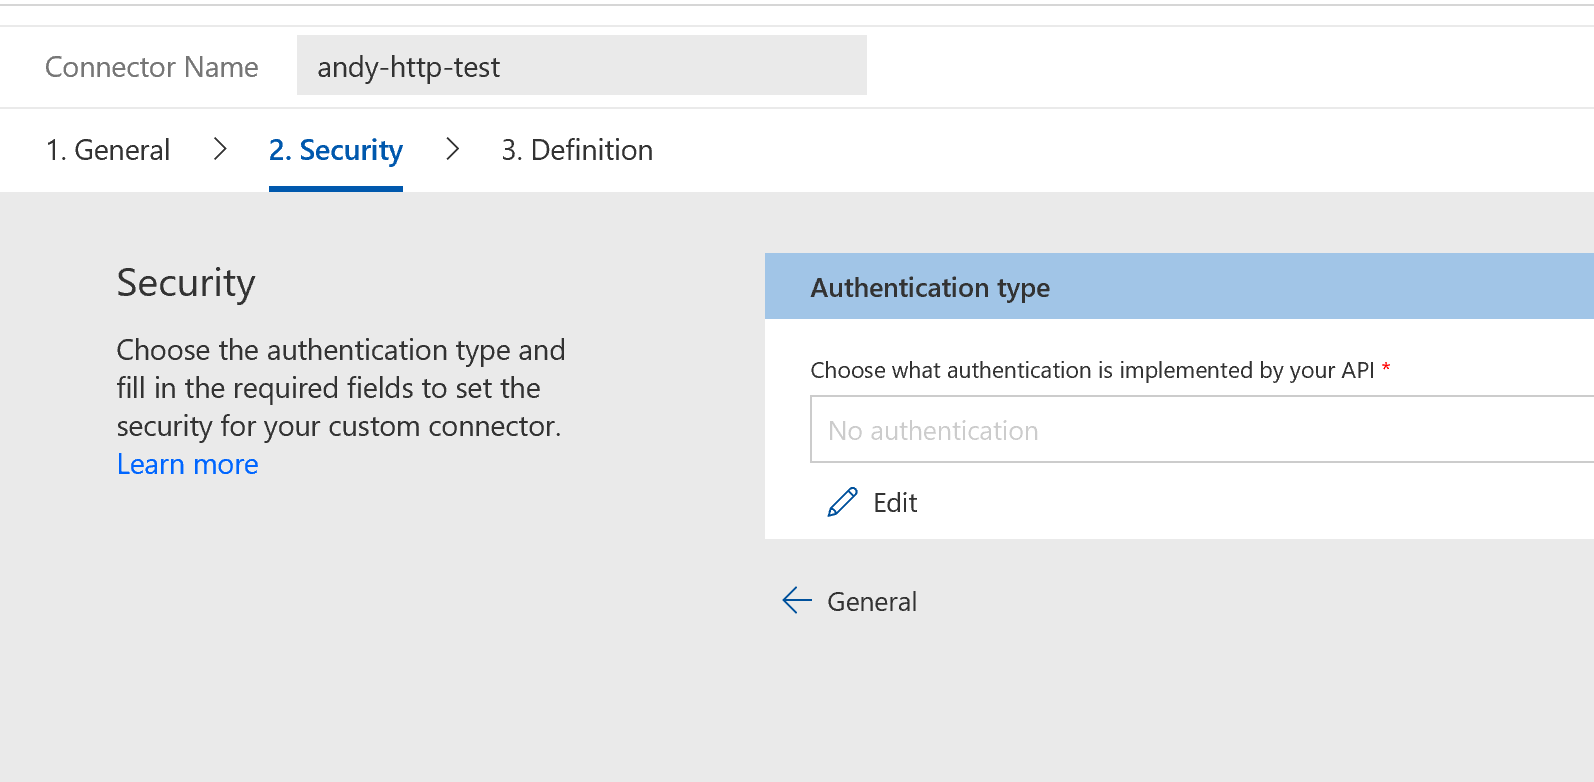 Connector Name
andy-http-test
1. General
2. Security
3. Definition
Security
Choose the authentication type and
fill in the required fields to set the
security for your custom connector.
Learn more
Authentication type
Choose what authentication is implemented by your API *
No authentication
Edit
General